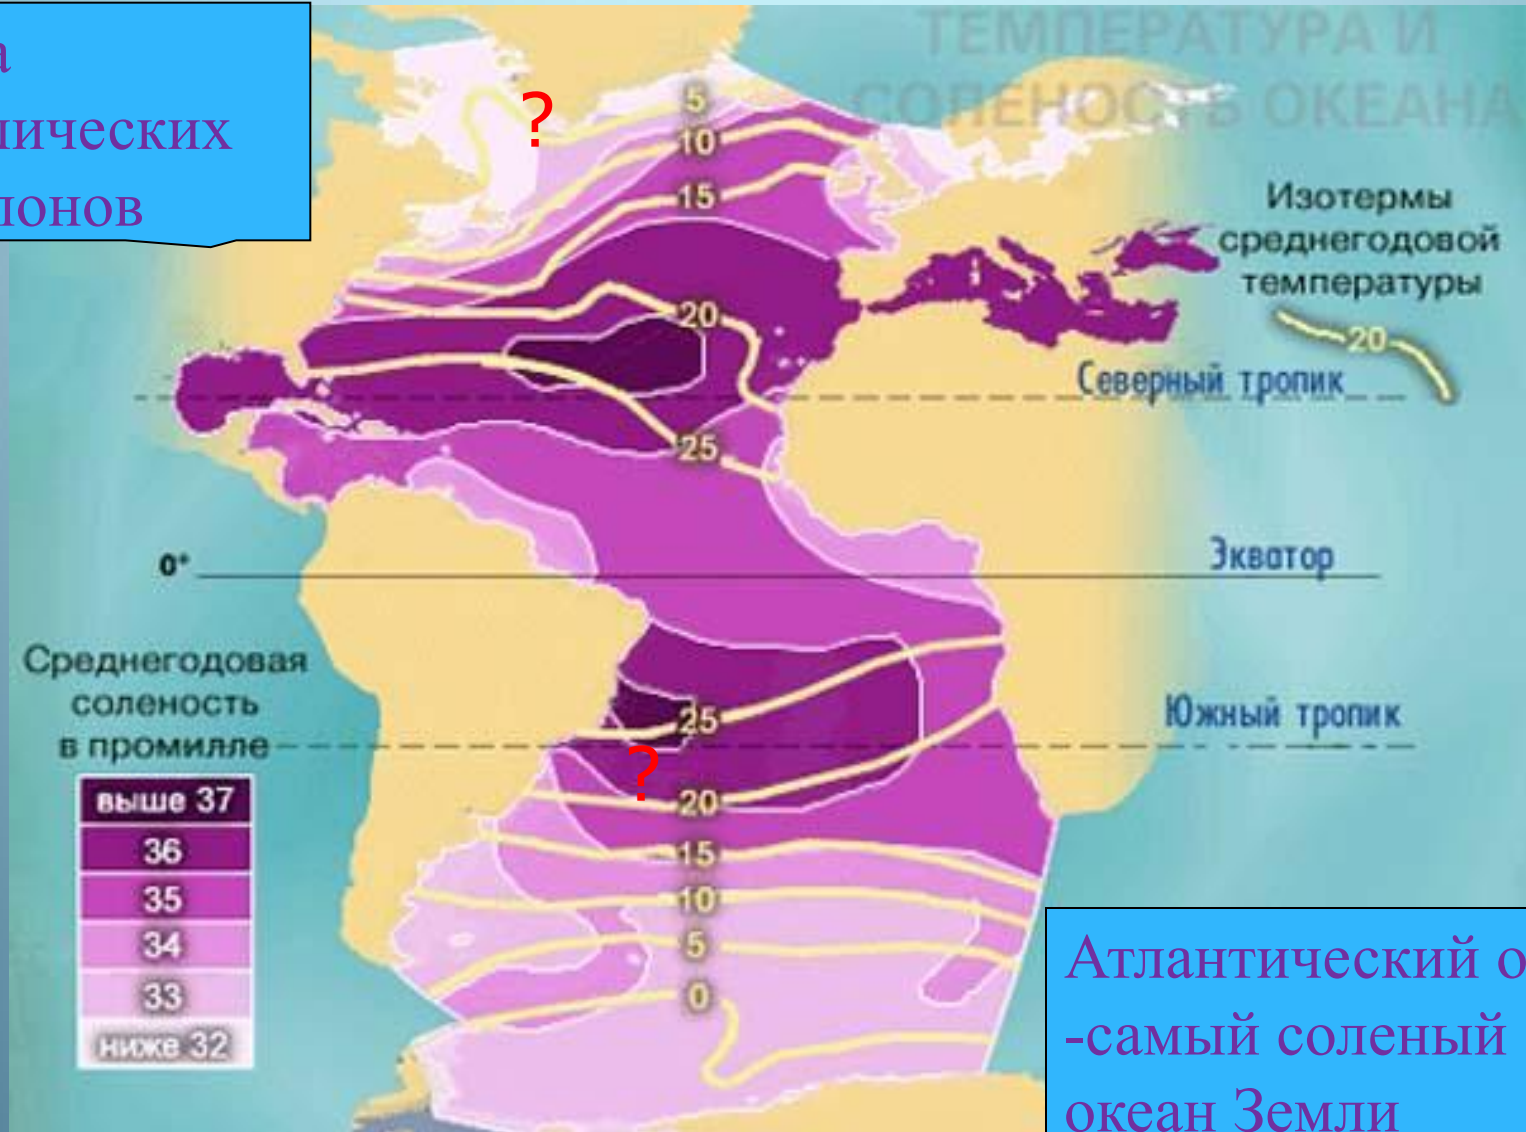 а
лических
лонов
ТЕМПЕРАТУРА И
СОЛЕНОСТЬ ОКЕАНА
?
5
10
15
Изотермы
среднегодовой
температуры
20
20
Северный тропик
25
0°
Экватор
Среднегодовая
соленость
в промилле
25
Южный тропик
?
20
выше 37
36
35
34
33
ниже 32
15
10
5
0
Атлантический о
-самый соленый
океан Земли